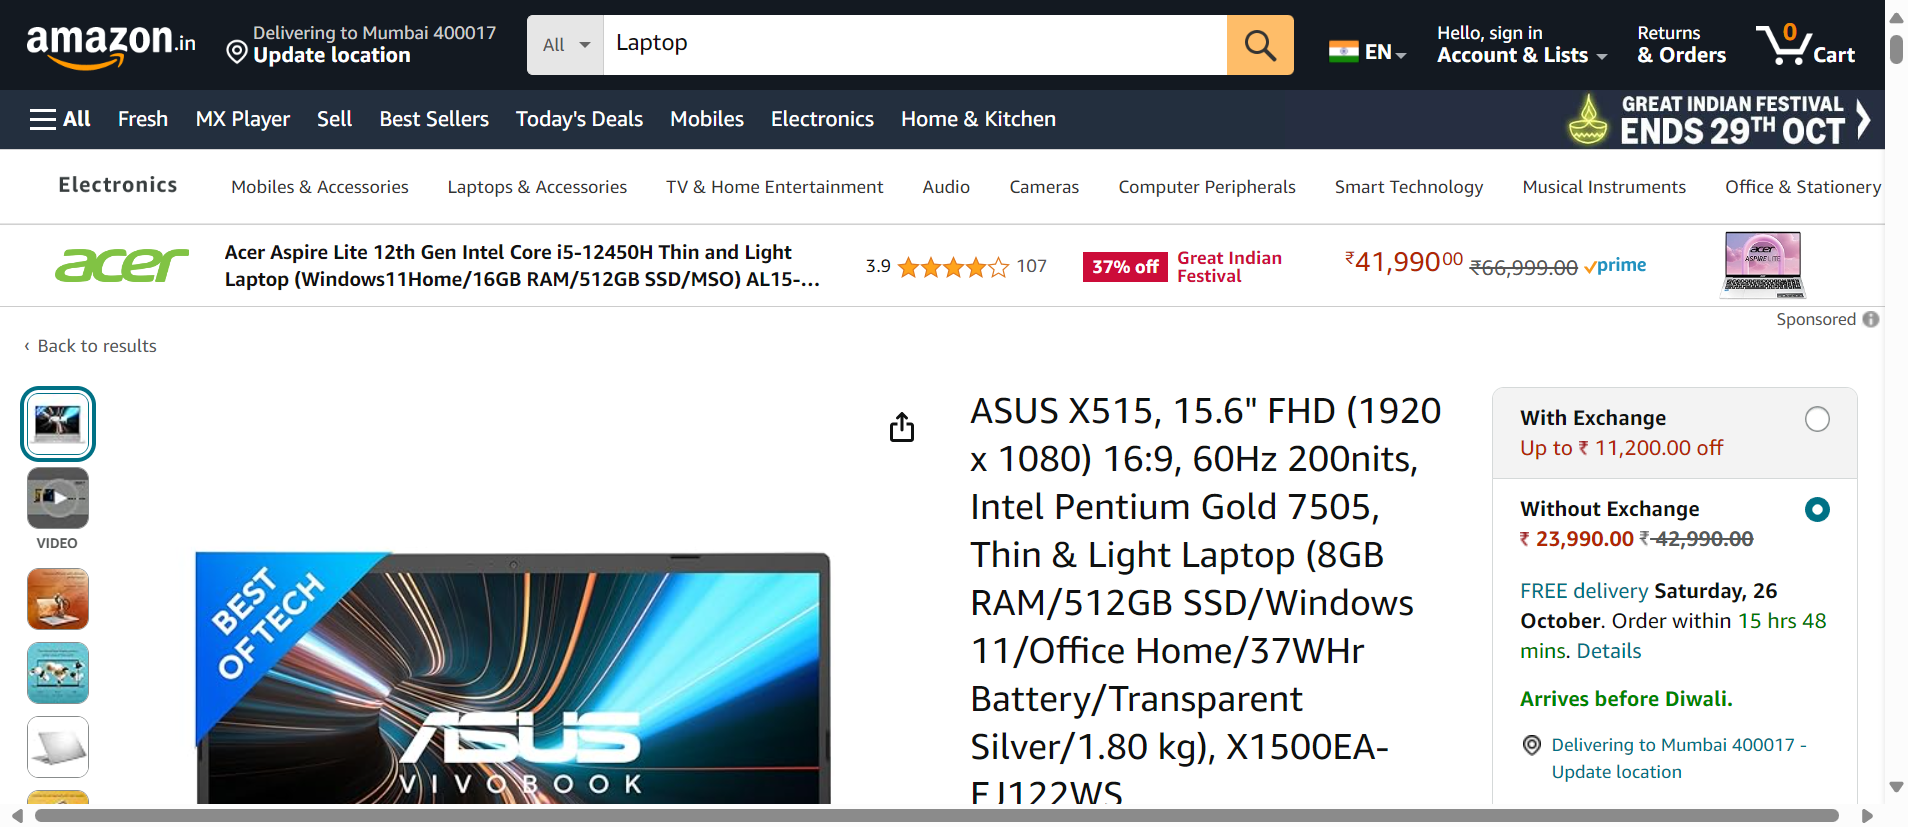 amazon.in
Delivering to Mumbai 400017
Update location
All
Laptop
EN
Hello, sign in
Account & Lists
Returns
& Orders
0
Cart
All
Fresh
MX Player
Sell
Best Sellers
Today's Deals
Mobiles
Electronics
Home & Kitchen
GREAT INDIAN FESTIVAL
ENDS 29TH OCT
Electronics
Mobiles & Accessories
Laptops & Accessories
TV & Home Entertainment
Audio
Cameras
Computer Peripherals
Smart Technology
Musical Instruments
Office & Stationery
acer
Acer Aspire Lite 12th Gen Intel Core i5-12450H Thin and Light
Laptop (Windows11Home/16GB RAM/512GB SSD/MSO) AL15-...
3.9
107
37% off
Great Indian
Festival
₹41,99000
₹66,999.00
prime
acer
ASPIRE LITE
Sponsored
‹ Back to results
VIDEO
BEST
OF TECH
ASUS
VIVOBOOK
ASUS X515, 15.6" FHD (1920
x 1080) 16:9, 60Hz 200nits,
Intel Pentium Gold 7505,
Thin & Light Laptop (8GB
RAM/512GB SSD/Windows
11/Office Home/37WHr
Battery/Transparent
Silver/1.80 kg), X1500EA-
EJ122WS
With Exchange
Up to ₹ 11,200.00 off
Without Exchange
₹ 23,990.00 ₹ 42,990.00
FREE delivery Saturday, 26
October. Order within 15 hrs 48
mins. Details
Arrives before Diwali.
Delivering to Mumbai 400017 -
Update location